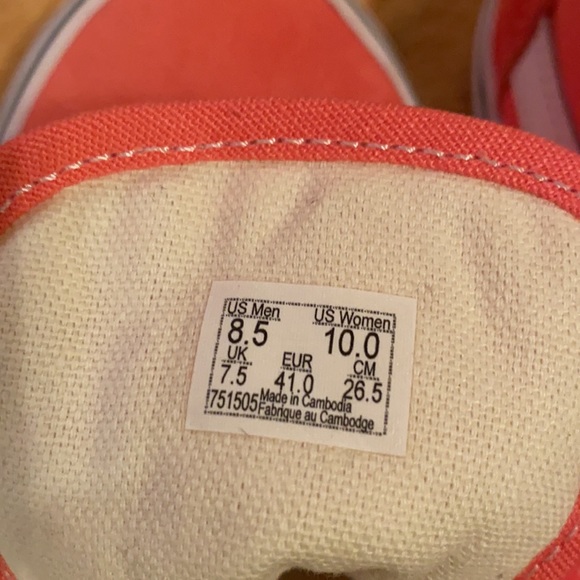 US Men US Women
8.5 10.0
UK EUR CM
7.5 41.0 26.5
751505 Made in Cambodia
Fabrique au Cambodge